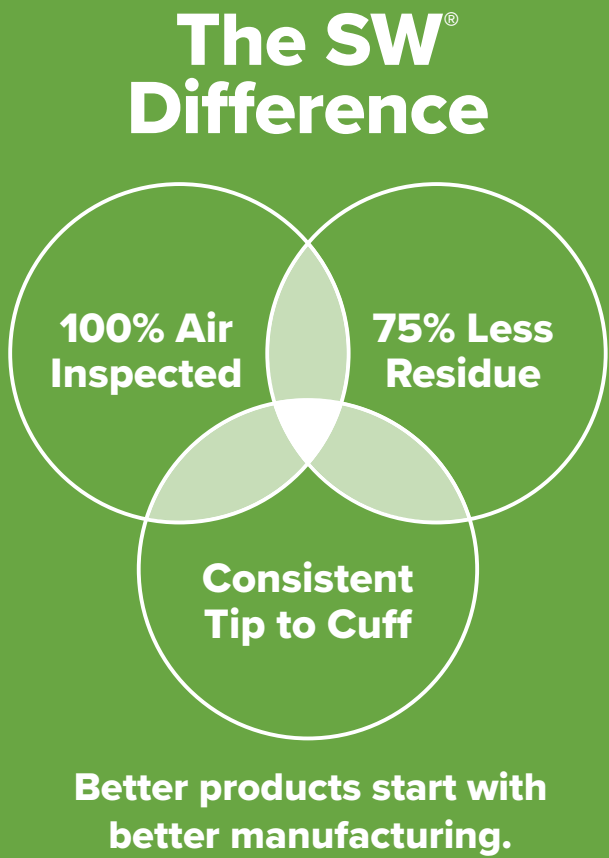 The SW®
Difference
100% Air
Inspected
75% Less
Residue
Consistent
Tip to Cuff
Better products start with
better manufacturing.